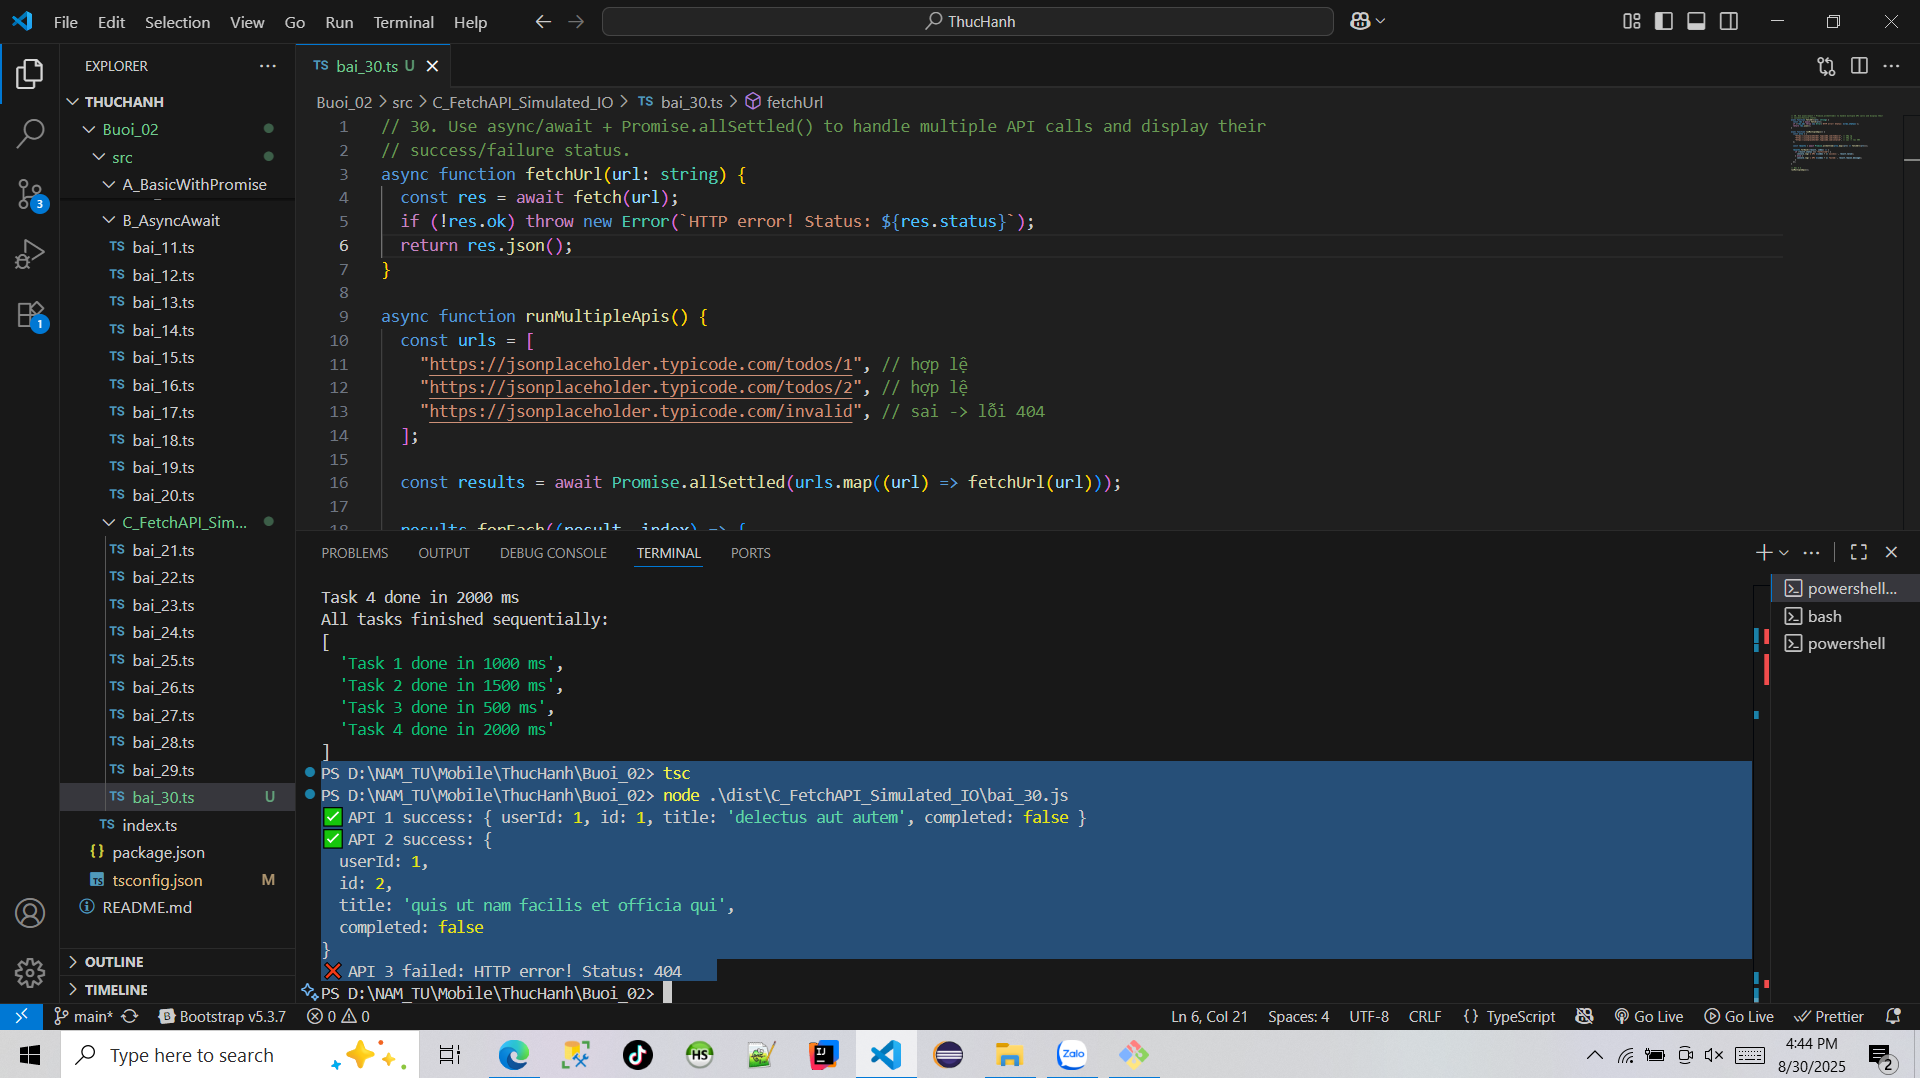 File Edit Selection View Go Run Terminal Help
ThucHanh
EXPLORER
THUCHANH
Buoi_02
src
A_BasicWithPromise
B_AsyncAwait
TS bai_11.ts
TS bai_12.ts
TS bai_13.ts
TS bai_14.ts
TS bai_15.ts
TS bai_16.ts
TS bai_17.ts
TS bai_18.ts
TS bai_19.ts
TS bai_20.ts
C_FetchAPI_Sim...
TS bai_21.ts
TS bai_22.ts
TS bai_23.ts
TS bai_24.ts
TS bai_25.ts
TS bai_26.ts
TS bai_27.ts
TS bai_28.ts
TS bai_29.ts
TS bai_30.ts U
TS index.ts
{} package.json
TS tsconfig.json M
README.md
OUTLINE
TIMELINE
3
1
TS bai_30.ts U
Buoi_02 > src > C_FetchAPI_Simulated_IO > TS bai_30.ts > fetchUrl
1 // 30. Use async/await + Promise.allSettled() to handle multiple API calls and display their
2 // success/failure status.
3 async function fetchUrl(url: string) {
4 const res = await fetch(url);
5 if (!res.ok) throw new Error(`HTTP error! Status: ${res.status}`);
6 return res.json();
7 }
8
9 async function runMultipleApis() {
10 const urls = [
11 "https://jsonplaceholder.typicode.com/todos/1", // hợp lệ
12 "https://jsonplaceholder.typicode.com/todos/2", // hợp lệ
13 "https://jsonplaceholder.typicode.com/invalid", // sai -> lỗi 404
14 ];
15
16 const results = await Promise.allSettled(urls.map((url) => fetchUrl(url)));
17
18 results.forEach((result, index) => {
PROBLEMS OUTPUT DEBUG CONSOLE TERMINAL PORTS
Task 4 done in 2000 ms
All tasks finished sequentially:
[
'Task 1 done in 1000 ms',
'Task 2 done in 1500 ms',
'Task 3 done in 500 ms',
'Task 4 done in 2000 ms'
]
PS D:\NAM_TU\Mobile\ThucHanh\Buoi_02> tsc
PS D:\NAM_TU\Mobile\ThucHanh\Buoi_02> node .\dist\C_FetchAPI_Simulated_IO\bai_30.js
✅ API 1 success: { userId: 1, id: 1, title: 'delectus aut autem', completed: false }
✅ API 2 success: {
userId: 1,
id: 2,
title: 'quis ut nam facilis et officia qui',
completed: false
}
❌ API 3 failed: HTTP error! Status: 404
PS D:\NAM_TU\Mobile\ThucHanh\Buoi_02>
powershell...
bash
powershell
main* Bootstrap v5.3.7 0 0 Ln 6, Col 21 Spaces: 4 UTF-8 CRLF {} TypeScript Go Live Go Live Prettier
Type here to search
HS
IJ
Zalo
4:44 PM
8/30/2025
2